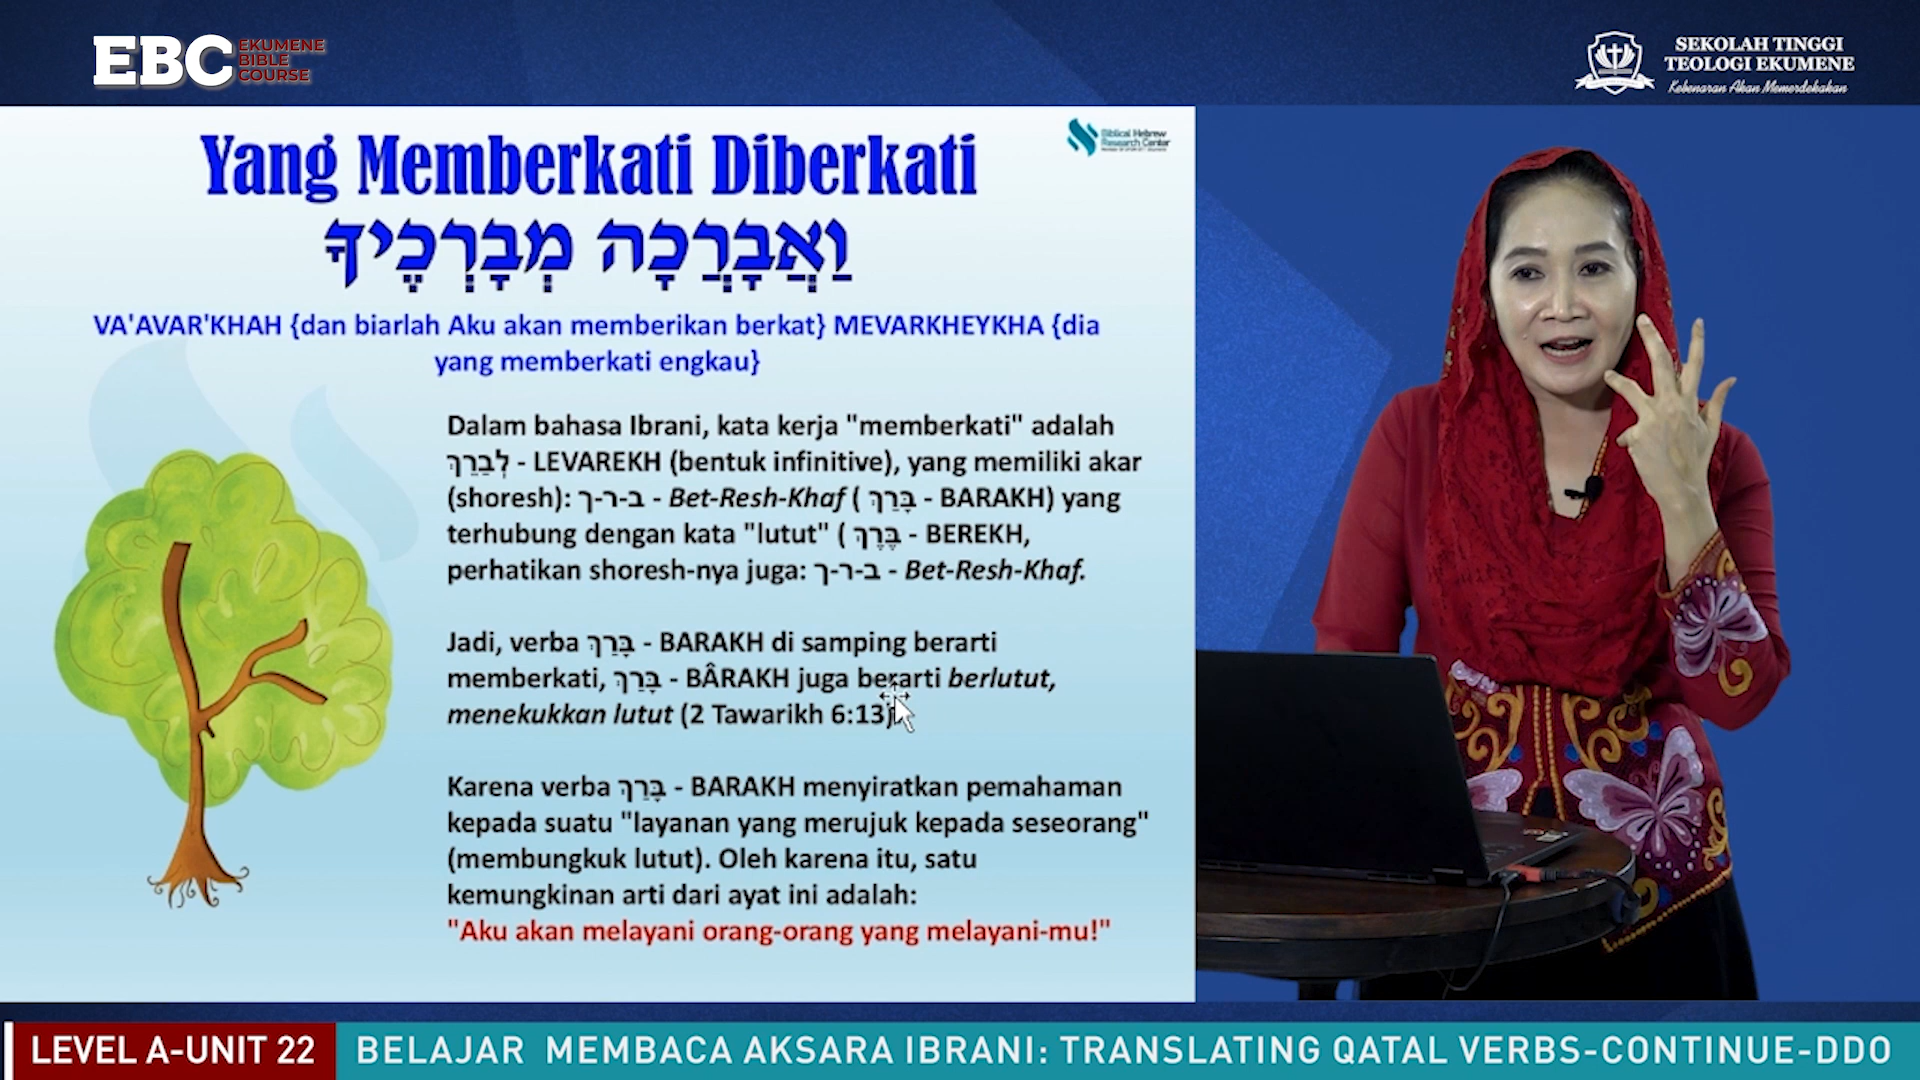 EBC EKUMENE
BIBLE
COURSE
SEKOLAH TINGGI
TEOLOGI EKUMENE
Kebenaran Akan Memerdekakan
Biblical Hebrew
Research Center
Yang Memberkati Diberkati
וַאֲבָרֲכָה מְבָרְכֶיךָ
VA'AVAR'KHAH {dan biarlah Aku akan memberikan berkat} MEVARKHEYKHA {dia
yang memberkati engkau}
Dalam bahasa Ibrani, kata kerja "memberkati" adalah
לְבַרֵךְ - LEVAREKH (bentuk infinitive), yang memiliki akar
(shoresh): ב-ר-ך - Bet-Resh-Khaf ( בָּרַךְ - BARAKH) yang
terhubung dengan kata "lutut" ( בֶּרֶךְ - BEREKH,
perhatikan shoresh-nya juga: ב-ר-ך - Bet-Resh-Khaf.
Jadi, verba בָּרַךְ - BARAKH di samping berarti
memberkati, בָּרַךְ - BÂRAKH juga berarti berlutut,
menekukkan lutut (2 Tawarikh 6:13).
Karena verba בָּרַךְ - BARAKH menyiratkan pemahaman
kepada suatu "layanan yang merujuk kepada seseorang"
(membungkuk lutut). Oleh karena itu, satu
kemungkinan arti dari ayat ini adalah:
"Aku akan melayani orang-orang yang melayani-mu!"
LEVEL A-UNIT 22
BELAJAR MEMBACA AKSARA IBRANI: TRANSLATING QATAL VERBS-CONTINUE-DDO